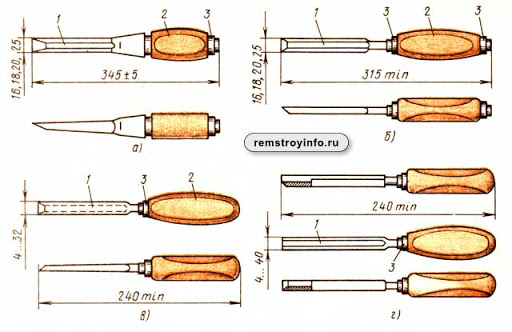 1 2 3
16,18,20,25
345±5
а)
1 3 2 3
16,18,20,25
315 min
б)
remstroyinfo.ru
1 3 2
4...32
240 min
в)
240 min
1
4...40
3
г)